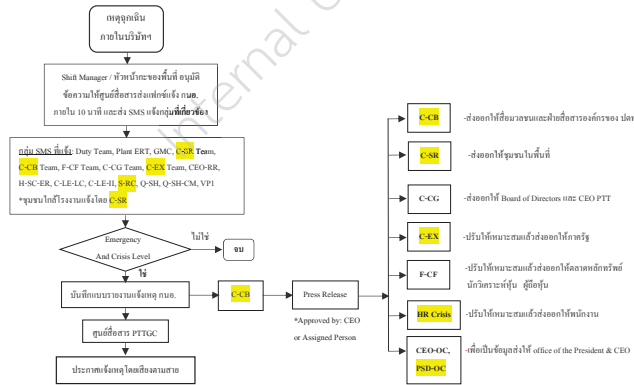 เหตุฉุกเฉิน
ภายในบริษัทฯ
Shift Manager / หัวหน้ากะของพื้นที่ อนุมัติ
ข้อความให้ศูนย์สื่อสารส่งแฟกซ์แจ้ง กนอ.
ภายใน 10 นาที และส่ง SMS แจ้งกลุ่มที่เกี่ยวข้อง
กลุ่ม SMS ที่แจ้ง: Duty Team, Plant ERT, GMC, C-SR Team,
C-CB Team, F-CF Team, C-CG Team, C-EX Team, CEO-RR,
H-SC-ER, C-LE-LC, C-LE-II, S-RC, Q-SH, Q-SH-CM, VP1
*ชุมชนใกล้โรงงานแจ้งโดย C-SR
Emergency
And Crisis Level
ไม่ใช่
จบ
ใช่
บันทึกแบบรายงานแจ้งเหตุ กนอ.
C-CB
Press Release
*Approved by: CEO
or Assigned Person
ศูนย์สื่อสาร PTTGC
ประกาศแจ้งเหตุโดยเสียงตามสาย
C-CB -ส่งออกให้สื่อมวลชนและฝ่ายสื่อสารองค์กรของ ปตท
C-SR -ส่งออกให้ชุมชนในพื้นที่
C-CG -ส่งออกให้ Board of Directors และ CEO PTT
C-EX -ปรับให้เหมาะสมแล้วส่งออกให้ภาครัฐ
F-CF -ปรับให้เหมาะสมแล้วส่งออกให้ตลาดหลักทรัพย์
นักวิเคราะห์หุ้น ผู้ถือหุ้น
HR Crisis -ปรับให้เหมาะสมแล้วส่งออกให้พนักงาน
CEO-OC, -เพื่อเป็นข้อมูลส่งให้ office of the President & CEO
PSD-OC
Internal